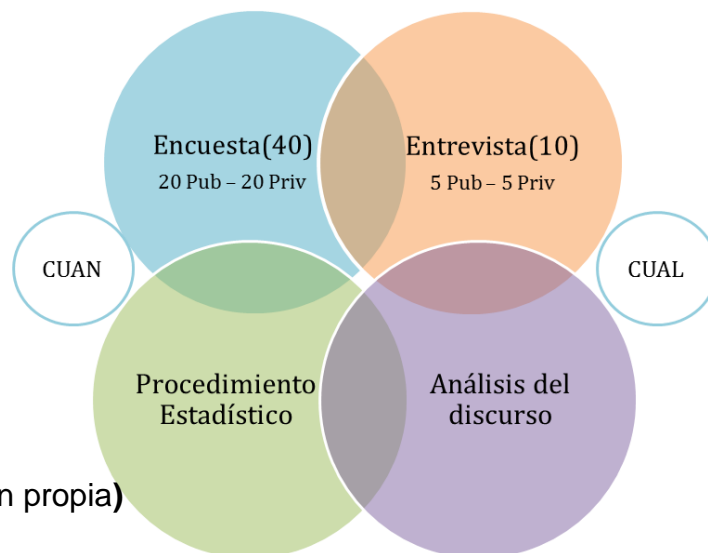 Encuesta(40)
20 Pub – 20 Priv
Entrevista(10)
5 Pub – 5 Priv
CUAN
CUAL
Procedimiento
Estadístico
Análisis del
discurso
propia)